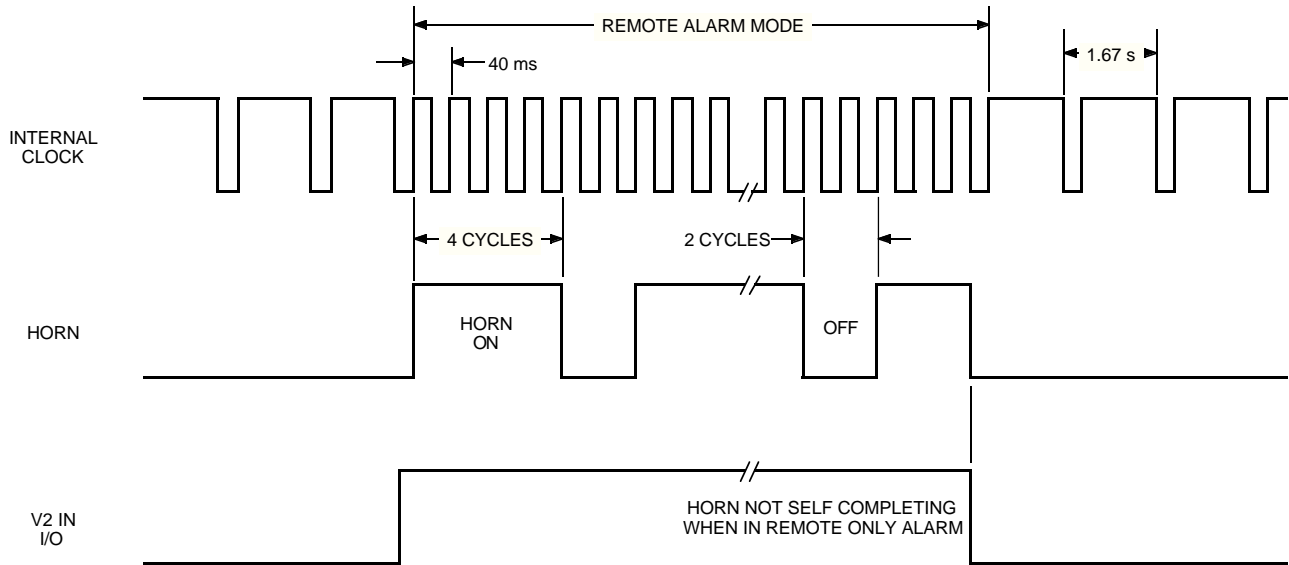 REMOTE ALARM MODE
40 ms
1.67 s
INTERNAL
CLOCK
4 CYCLES
2 CYCLES
HORN
HORN
ON
OFF
V2 IN
I/O
HORN NOT SELF COMPLETING
WHEN IN REMOTE ONLY ALARM